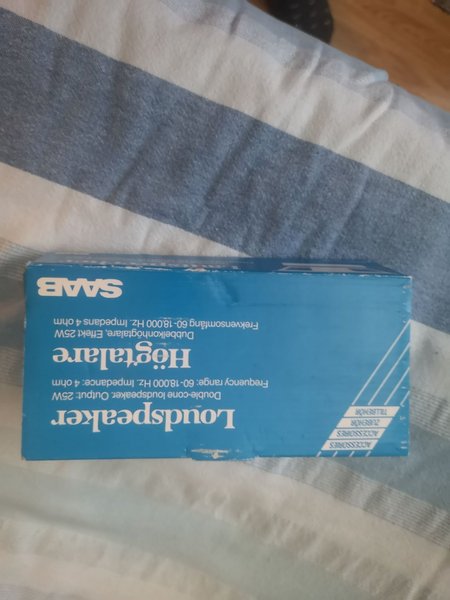 ACCESSORIES
ZUBEHÖR
TILLBEHÖR
Loudspeaker
Double-cone loudspeaker. Output: 25W
Frequency range: 60-18.000 Hz. Impedance: 4 ohm
Högtalare
Dubbelkonhögtalare, Effekt 25W
Frekvensomfång 60-18.000 Hz. Impedans 4 ohm
SAAB